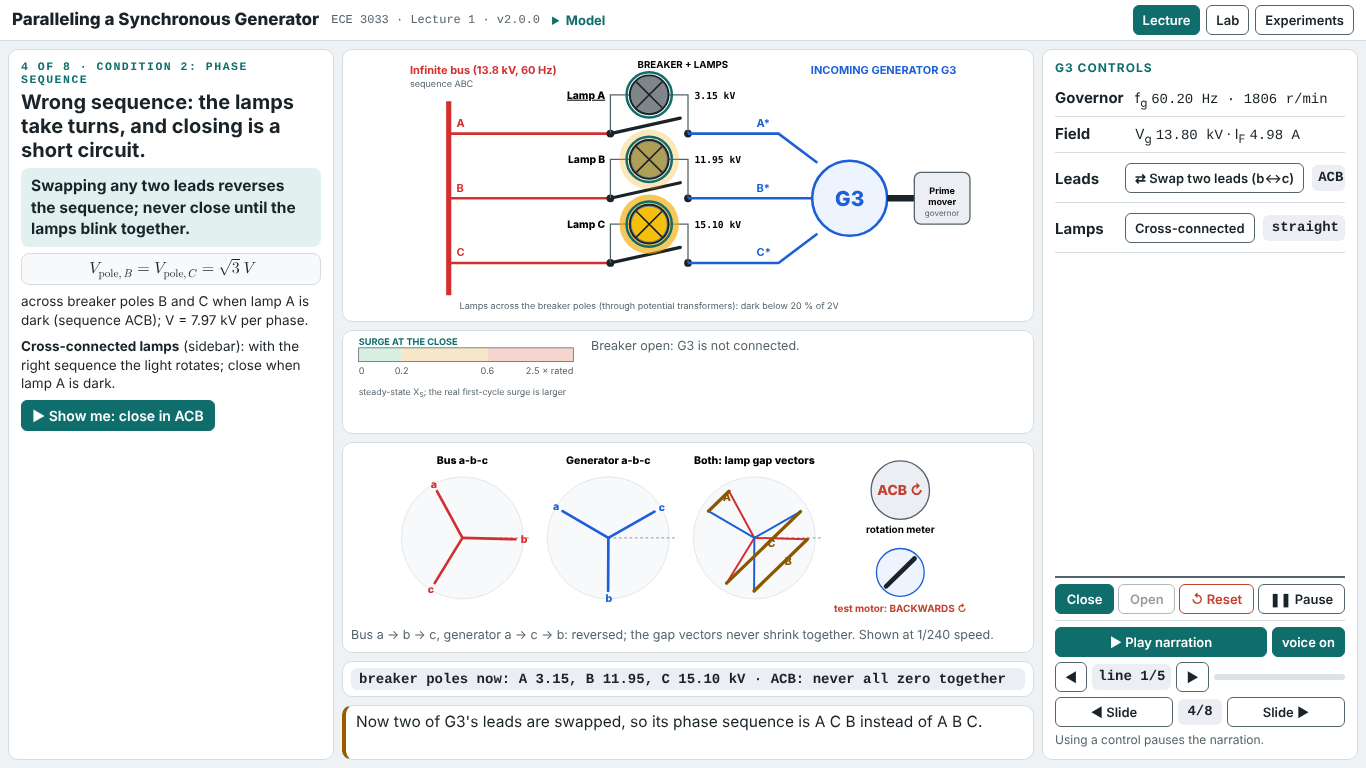 Paralleling a Synchronous Generator ECE 3033 · Lecture 1 · v2.0.0 ▶ Model
Lecture Lab Experiments
4 OF 8 · CONDITION 2: PHASE
SEQUENCE
Wrong sequence: the lamps
take turns, and closing is a
short circuit.
Swapping any two leads reverses
the sequence; never close until the
lamps blink together.
V_pole, B = V_pole, C = √3 V
across breaker poles B and C when lamp A is
dark (sequence ACB); V = 7.97 kV per phase.
Cross-connected lamps (sidebar): with the
right sequence the light rotates; close when
lamp A is dark.
▶ Show me: close in ACB
Infinite bus (13.8 kV, 60 Hz)
sequence ABC
BREAKER + LAMPS
INCOMING GENERATOR G3
Lamp A 3.15 kV
A A*
Lamp B 11.95 kV
B B*
Lamp C 15.10 kV
C C*
G3
Prime
mover
governor
Lamps across the breaker poles (through potential transformers): dark below 20 % of 2V
SURGE AT THE CLOSE
0 0.2 0.6 2.5 × rated
steady-state XS; the real first-cycle surge is larger
Breaker open: G3 is not connected.
Bus a-b-c
a
b
c
Generator a-b-c
a
c
b
Both: lamp gap vectors
A
C
B
ACB ↻
rotation meter
test motor: BACKWARDS ↻
Bus a → b → c, generator a → c → b: reversed; the gap vectors never shrink together. Shown at 1/240 speed.
breaker poles now: A 3.15, B 11.95, C 15.10 kV · ACB: never all zero together
Now two of G3's leads are swapped, so its phase sequence is A C B instead of A B C.
G3 CONTROLS
Governor fg 60.20 Hz · 1806 r/min
Field Vg 13.80 kV · IF 4.98 A
Leads ⇄ Swap two leads (b↔c) ACB
Lamps Cross-connected straight
Close Open ↺ Reset ❚❚ Pause
▶ Play narration voice on
◀ line 1/5 ▶
◀ Slide 4/8 Slide ▶
Using a control pauses the narration.